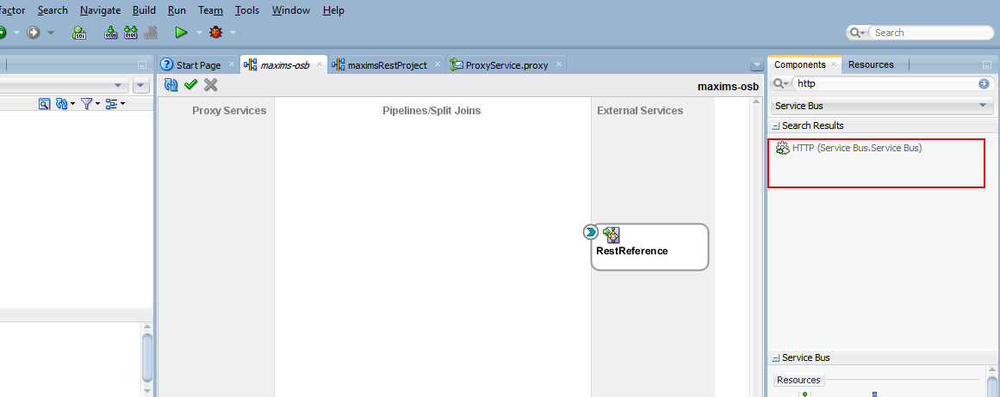 factor Search Navigate Build Run Team Tools Window Help
SQL
Search
Start Page
maxims-osb
maximsRestProject
ProxyService.proxy
Components
Resources
maxims-osb
http
Service Bus
Proxy Services
Pipelines/Split Joins
External Services
Search Results
HTTP (Service Bus.Service Bus)
RestReference
Service Bus
Resources